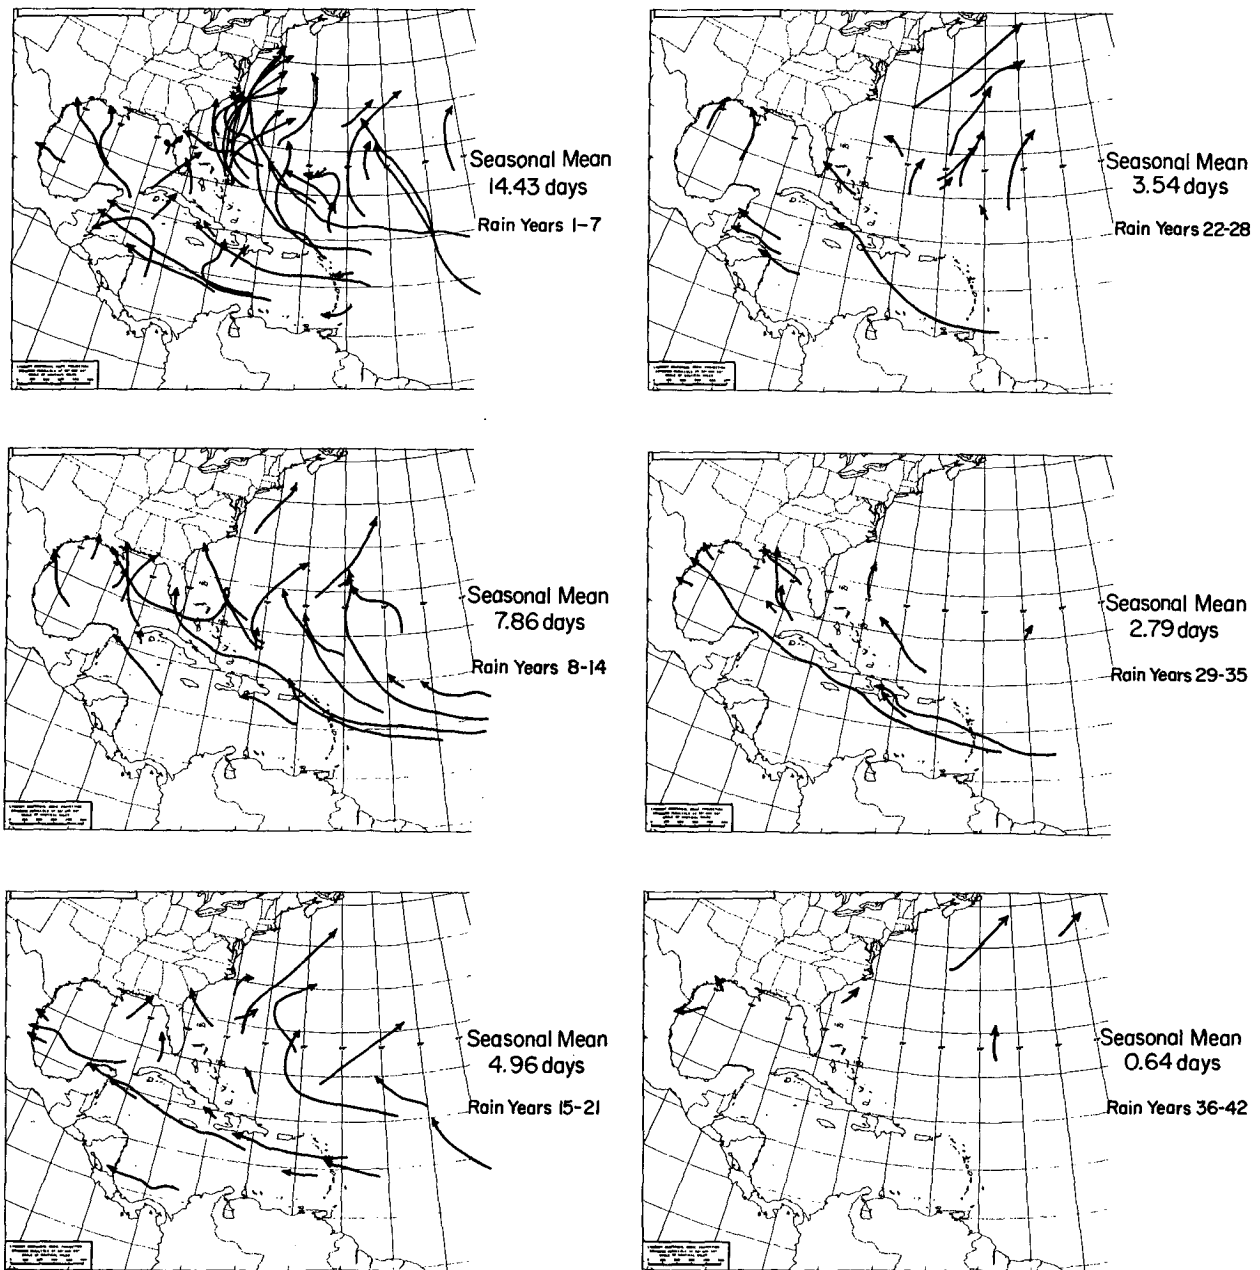 Seasonal Mean
14.43 days
Rain Years 1-7
Seasonal Mean
3.54 days
Rain Years 22-28
Seasonal Mean
7.86 days
Rain Years 8-14
Seasonal Mean
2.79 days
Rain Years 29-35
Seasonal Mean
4.96 days
Rain Years 15-21
Seasonal Mean
0.64 days
Rain Years 36-42